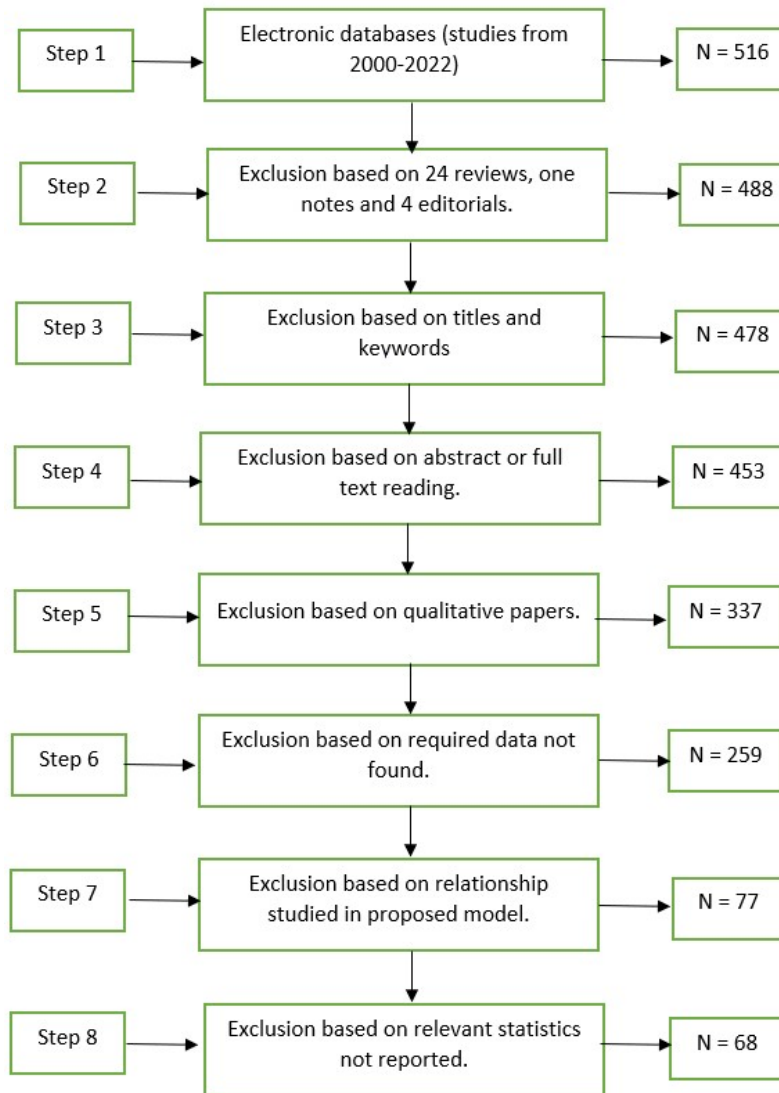 Step 1
Electronic databases (studies from
2000-2022)
N = 516
Step 2
Exclusion based on 24 reviews, one
notes and 4 editorials.
N = 488
Step 3
Exclusion based on titles and
keywords
N = 478
Step 4
Exclusion based on abstract or full
text reading.
N = 453
Step 5
Exclusion based on qualitative papers.
N = 337
Step 6
Exclusion based on required data not
found.
N = 259
Step 7
Exclusion based on relationship
studied in proposed model.
N = 77
Step 8
Exclusion based on relevant statistics
not reported.
N = 68